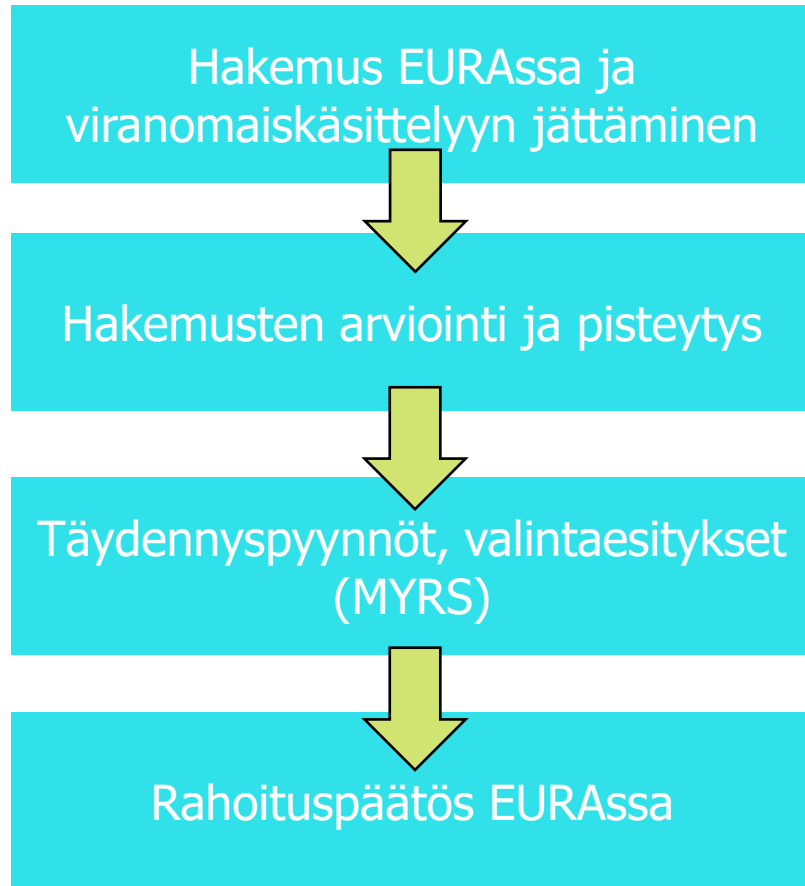 Hakemus EURAssa ja
viranomaiskäsittelyyn jättäminen
Hakemusten arviointi ja pisteytys
Täydennyspyynnöt, valintaesitykset
(MYRS)
Rahoituspäätös EURAssa